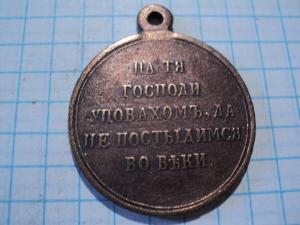 НА ТЯ
ГОСПОДИ
УПОВАХОМЪ, ДА
НЕ ПОСТЫДИМСЯ
ВО ВѢКИ.